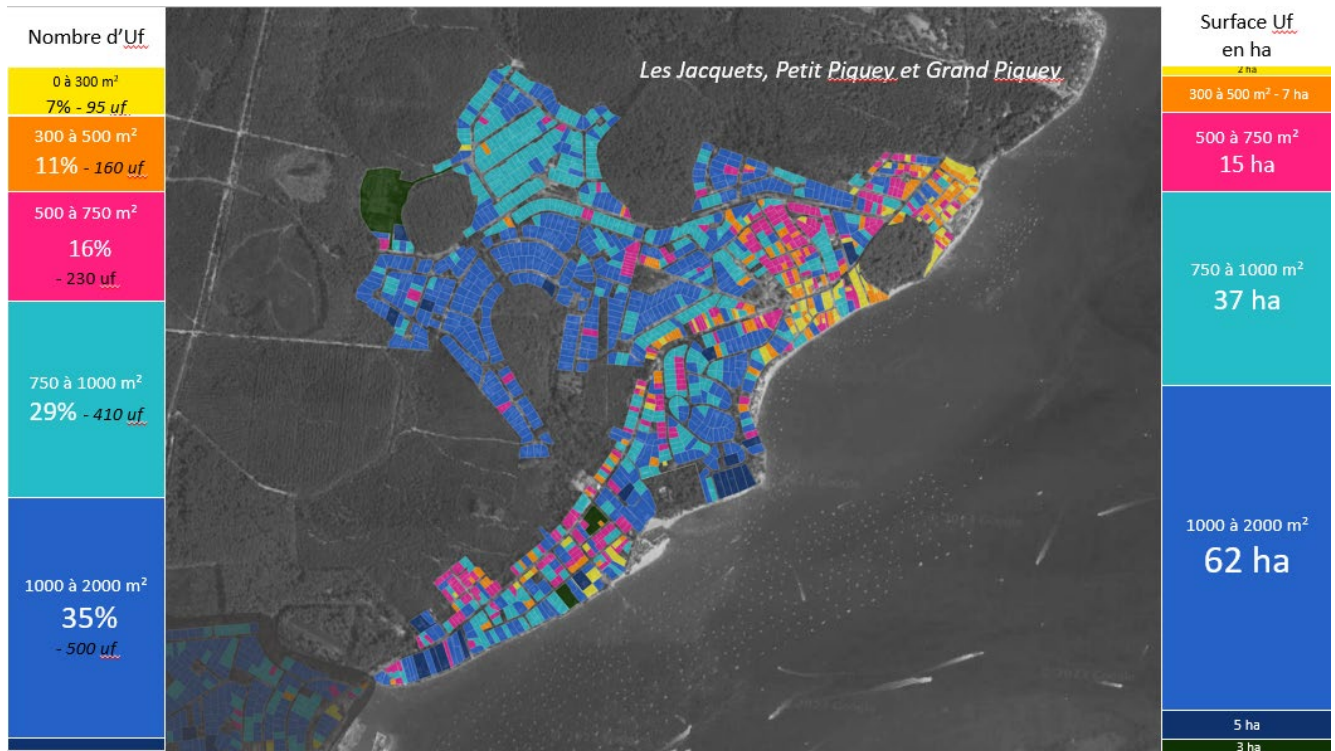 Nombre d'Uf
0 à 300 m²
7% - 95 uf
300 à 500 m²
11% - 160 uf
500 à 750 m²
16%
- 230 uf
750 à 1000 m²
29% - 410 uf
1000 à 2000 m²
35%
- 500 uf
Les Jacquets, Petit Piquey et Grand Piquey
Surface Uf
en ha
2 ha
300 à 500 m² - 7 ha
500 à 750 m²
15 ha
750 à 1000 m²
37 ha
1000 à 2000 m²
62 ha
5 ha
3 ha